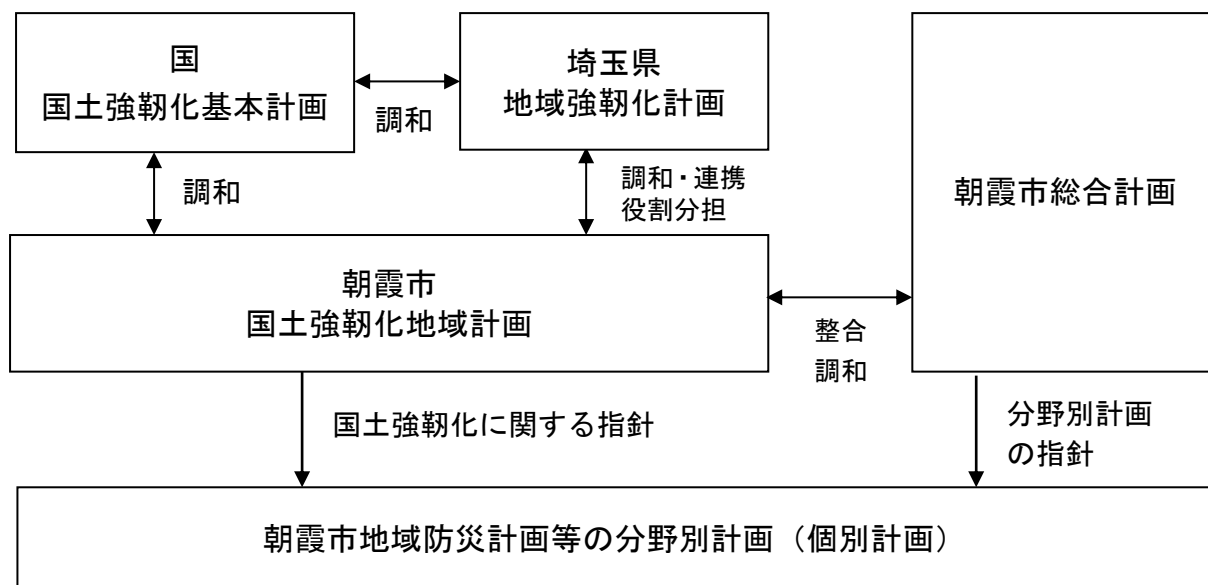 国
国土強靱化基本計画
調和
埼玉県
地域強靱化計画
調和
調和・連携
役割分担
朝霞市総合計画
朝霞市
国土強靱化地域計画
整合
調和
国土強靱化に関する指針
分野別計画
の指針
朝霞市地域防災計画等の分野別計画（個別計画）